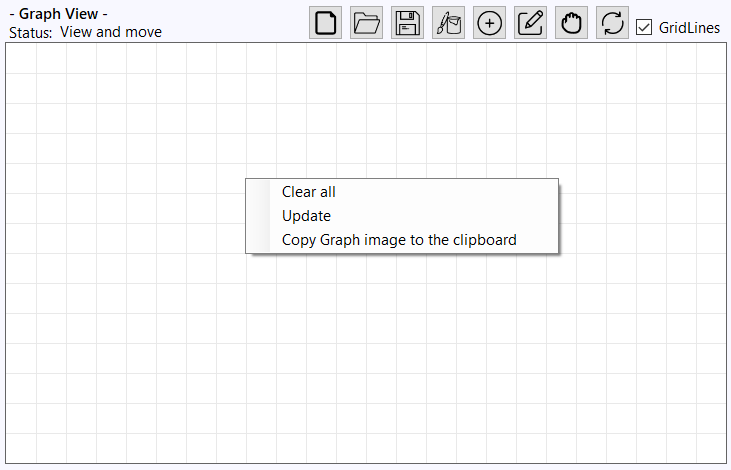 - Graph View -
Status: View and move
GridLines
Clear all
Update
Copy Graph image to the clipboard